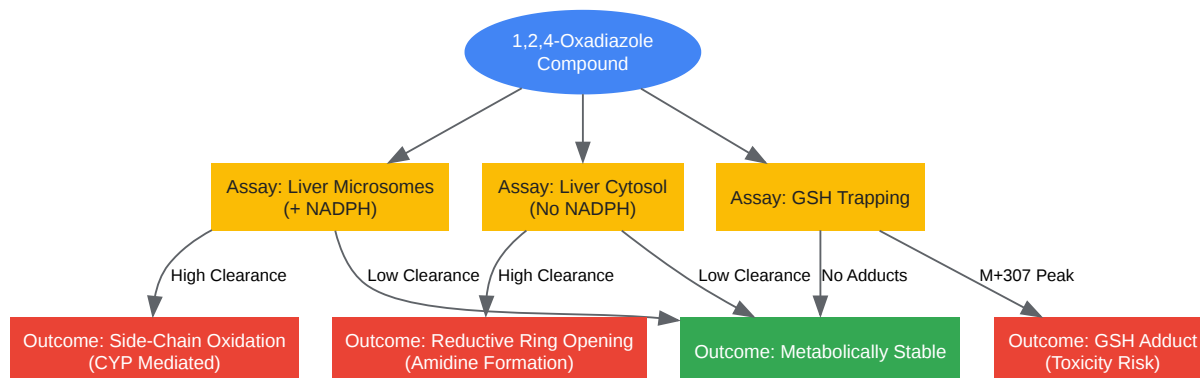 1,2,4-Oxadiazole
Compound
Assay: Liver Microsomes
(+ NADPH)
Assay: Liver Cytosol
(No NADPH)
Assay: GSH Trapping
High Clearance
Low Clearance
High Clearance
Low Clearance
No Adducts
M+307 Peak
Outcome: Side-Chain Oxidation
(CYP Mediated)
Outcome: Reductive Ring Opening
(Amidine Formation)
Outcome: Metabolically Stable
Outcome: GSH Adduct
(Toxicity Risk)